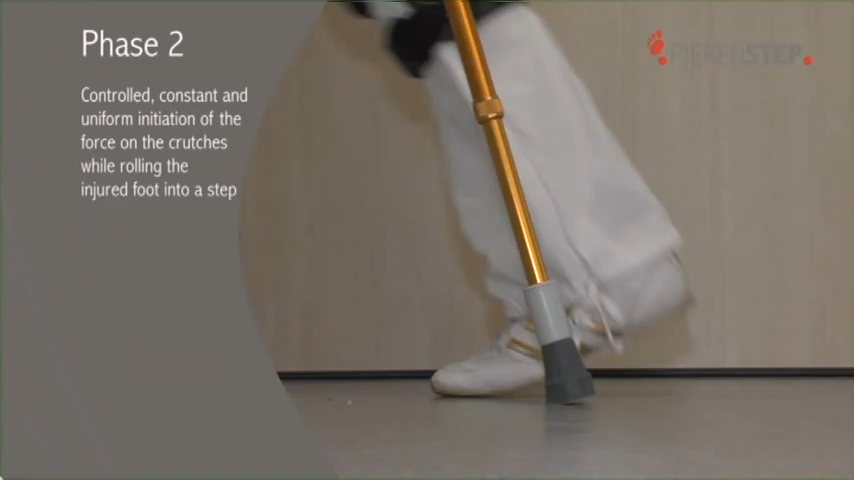 Phase 2
Controlled, constant and
uniform initiation of the
force on the crutches
while rolling the
injured foot into a step
PIERENSTEP